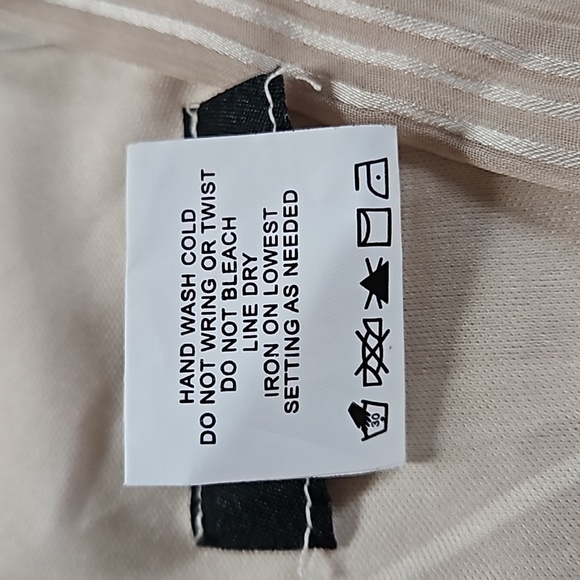 HAND WASH COLD
DO NOT WRING OR TWIST
DO NOT BLEACH
LINE DRY
IRON ON LOWEST
SETTING AS NEEDED
30